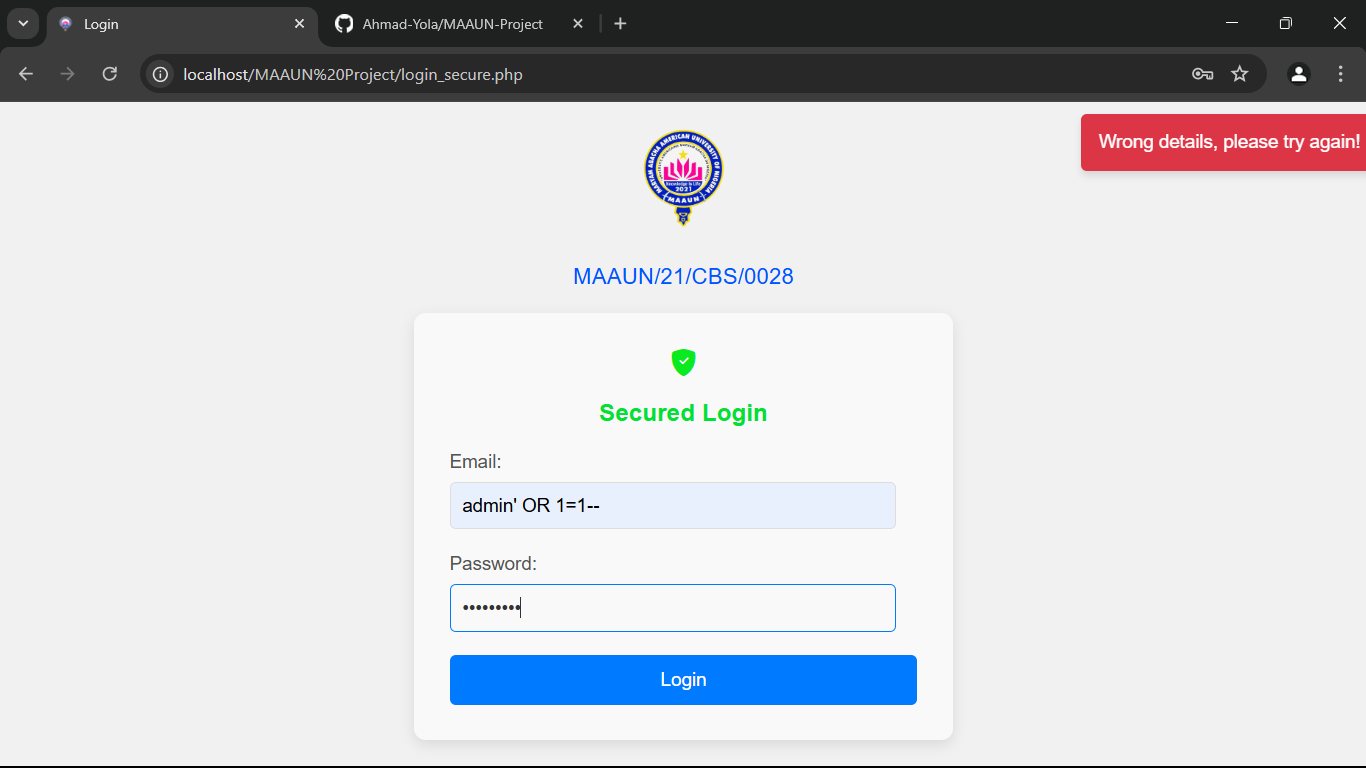 Login
Ahmad-Yola/MAAUN-Project
localhost/MAAUN%20Project/login_secure.php
Wrong details, please try again!
MARYAM ABACHA AMERICAN UNIVERSITY OF NIGERIA
Knowledge is Life
2021
MAAUN
MAAUN/21/CBS/0028
Secured Login
Email:
admin' OR 1=1--
Password:
Login